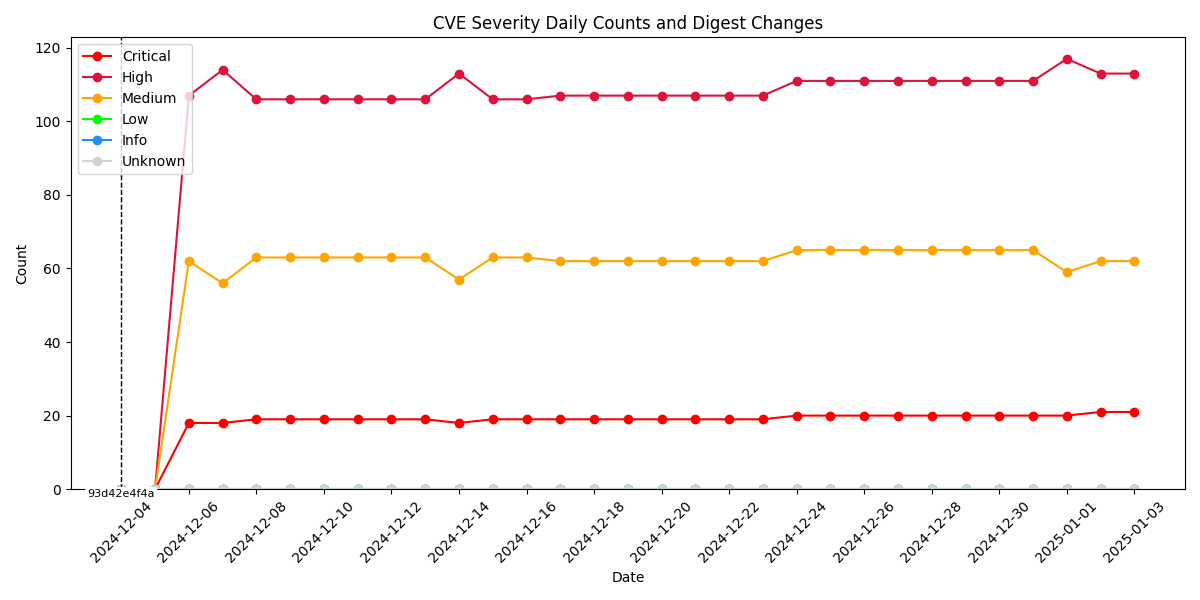 CVE Severity Daily Counts and Digest Changes
Critical
High
Medium
Low
Info
Unknown
120
100
80
60
40
20
0
Count
93d42e4f4a
2024-12-04
2024-12-06
2024-12-08
2024-12-10
2024-12-12
2024-12-14
2024-12-16
2024-12-18
2024-12-20
2024-12-22
2024-12-24
2024-12-26
2024-12-28
2024-12-30
2025-01-01
2025-01-03
Date